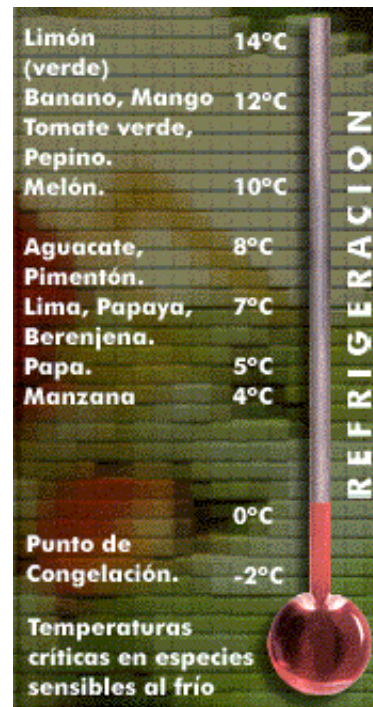 Limón 14°C
(verde)
Banano, Mango 12°C
Tomate verde,
Pepino.
Melón. 10°C
Aguacate, 8°C
Pimentón.
Lima, Papaya, 7°C
Berenjena.
Papa. 5°C
Manzana 4°C
0°C
Punto de
Congelación. -2°C
Temperaturas
críticas en especies
sensibles al frío
REFRIGERACION